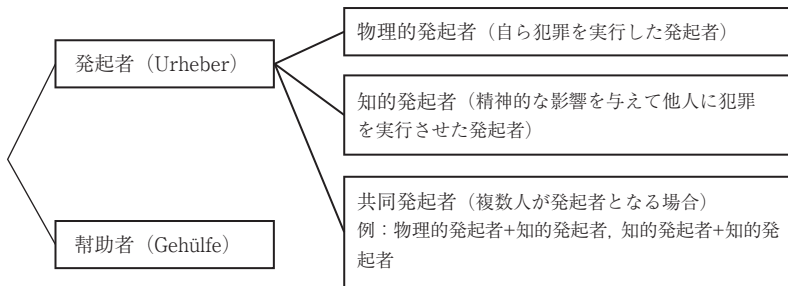 発起者（Urheber）
幇助者（Gehülfe）
物理的発起者（自ら犯罪を実行した発起者）
知的発起者（精神的な影響を与えて他人に犯罪
を実行させた発起者）
共同発起者（複数人が発起者となる場合）
例：物理的発起者+知的発起者, 知的発起者+知的発
起者